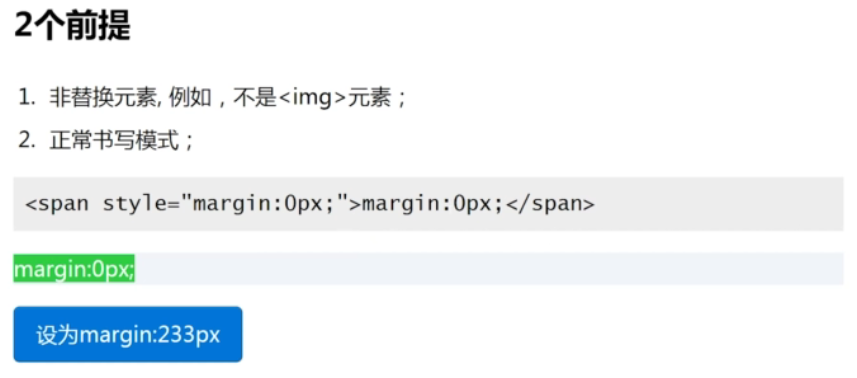 2个前提
1. 非替换元素, 例如，不是<img>元素；
2. 正常书写模式；
<span style="margin:0px;">margin:0px;</span>
margin:0px;
设为margin:233px